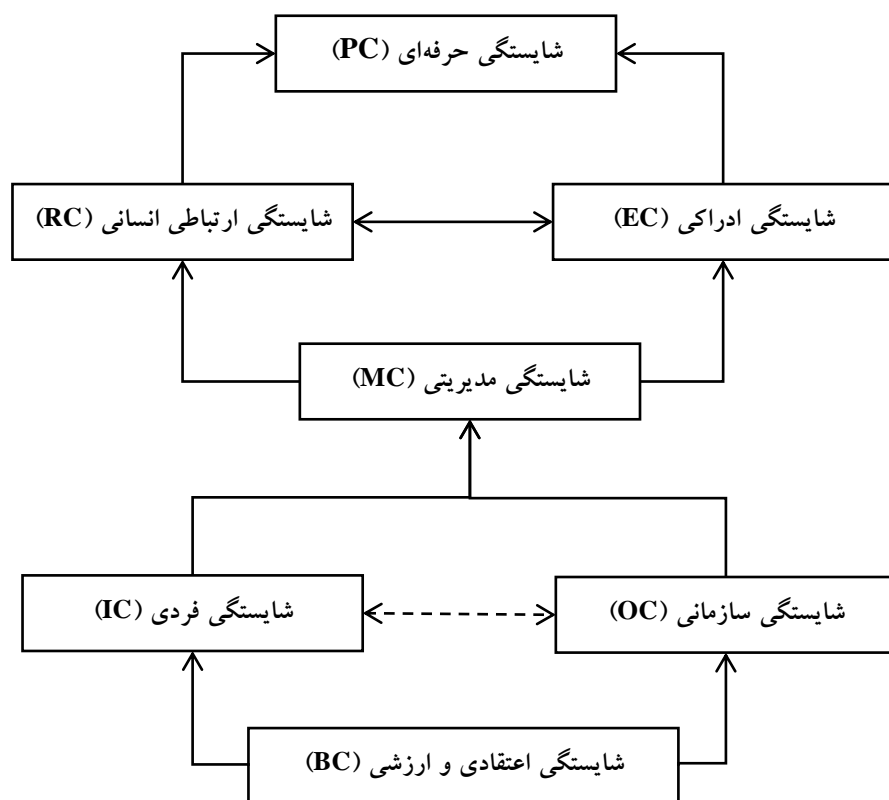 شایستگی حرفه‌ای (PC)
شایستگی ادراکی (EC)
شایستگی ارتباطی انسانی (RC)
شایستگی مدیریتی (MC)
شایستگی سازمانی (OC)
شایستگی فردی (IC)
شایستگی اعتقادی و ارزشی (BC)